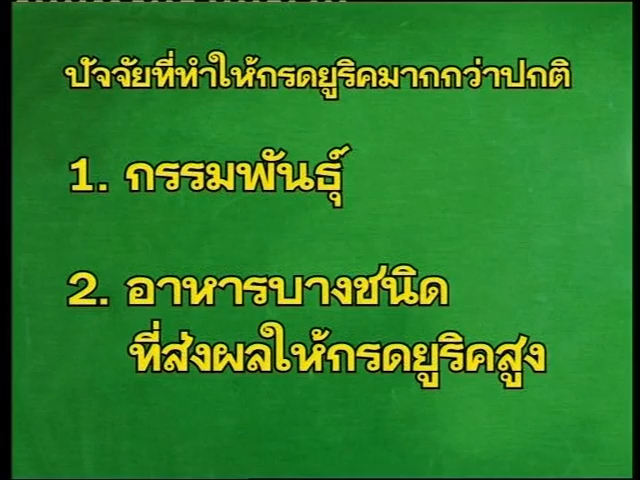 ปัจจัยที่ทำให้กรดยูริคมากกว่าปกติ
1. กรรมพันธุ์
2. อาหารบางชนิด
ที่ส่งผลให้กรดยูริคสูง